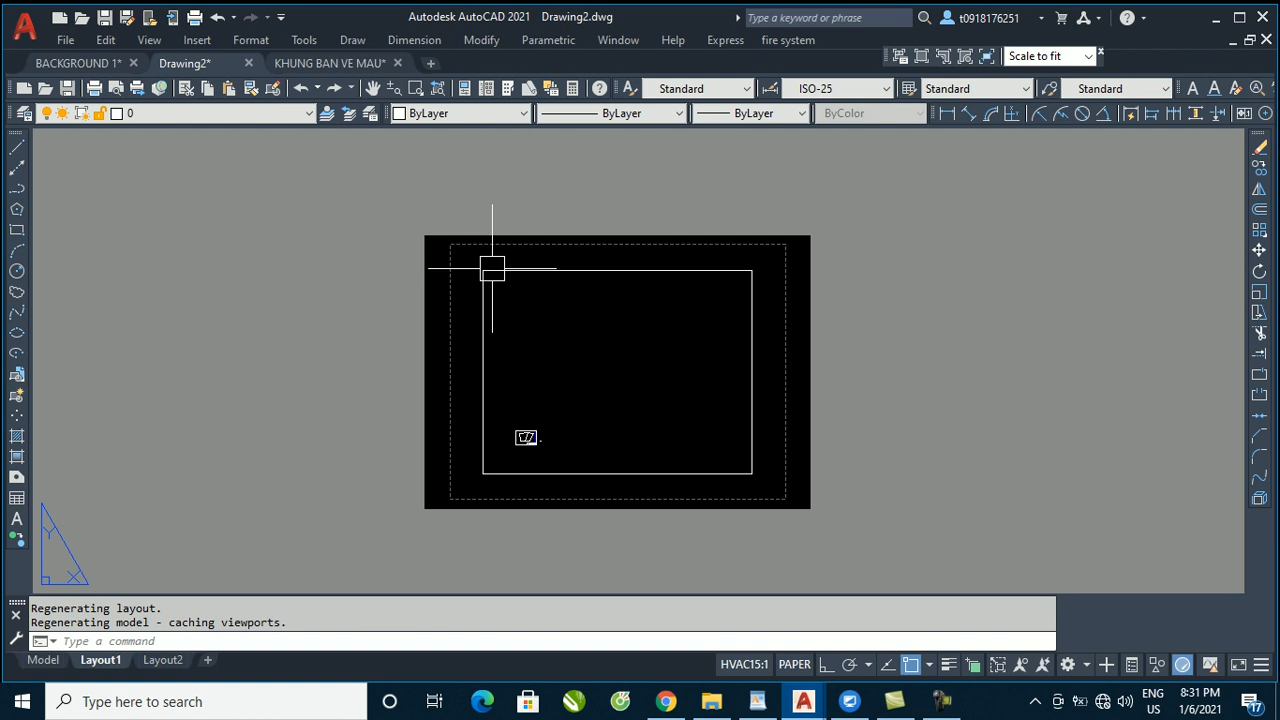 Autodesk AutoCAD 2021 Drawing2.dwg
Type a keyword or phrase
t0918176251
File Edit View Insert Format Tools Draw Dimension Modify Parametric Window Help Express fire system
BACKGROUND 1*
Drawing2*
KHUNG BAN VE MAU*
Scale to fit
Standard
ISO-25
Standard
Standard
0
ByLayer
ByLayer
ByLayer
ByColor
Y
X
Regenerating layout.
Regenerating model - caching viewports.
Type a command
Model
Layout1
Layout2
HVAC15:1
PAPER
Type here to search
ENG
US
8:31 PM
1/6/2021
17